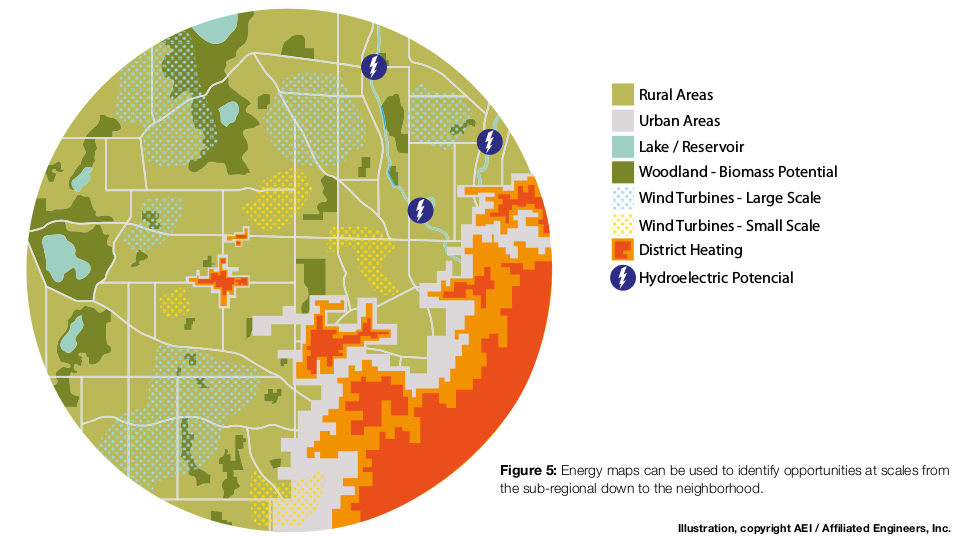 Rural Areas
Urban Areas
Lake / Reservoir
Woodland - Biomass Potential
Wind Turbines - Large Scale
Wind Turbines - Small Scale
District Heating
Hydroelectric Potencial
Figure 5: Energy maps can be used to identify opportunities at scales from
the sub-regional down to the neighborhood.
Illustration, copyright AEI / Affiliated Engineers, Inc.